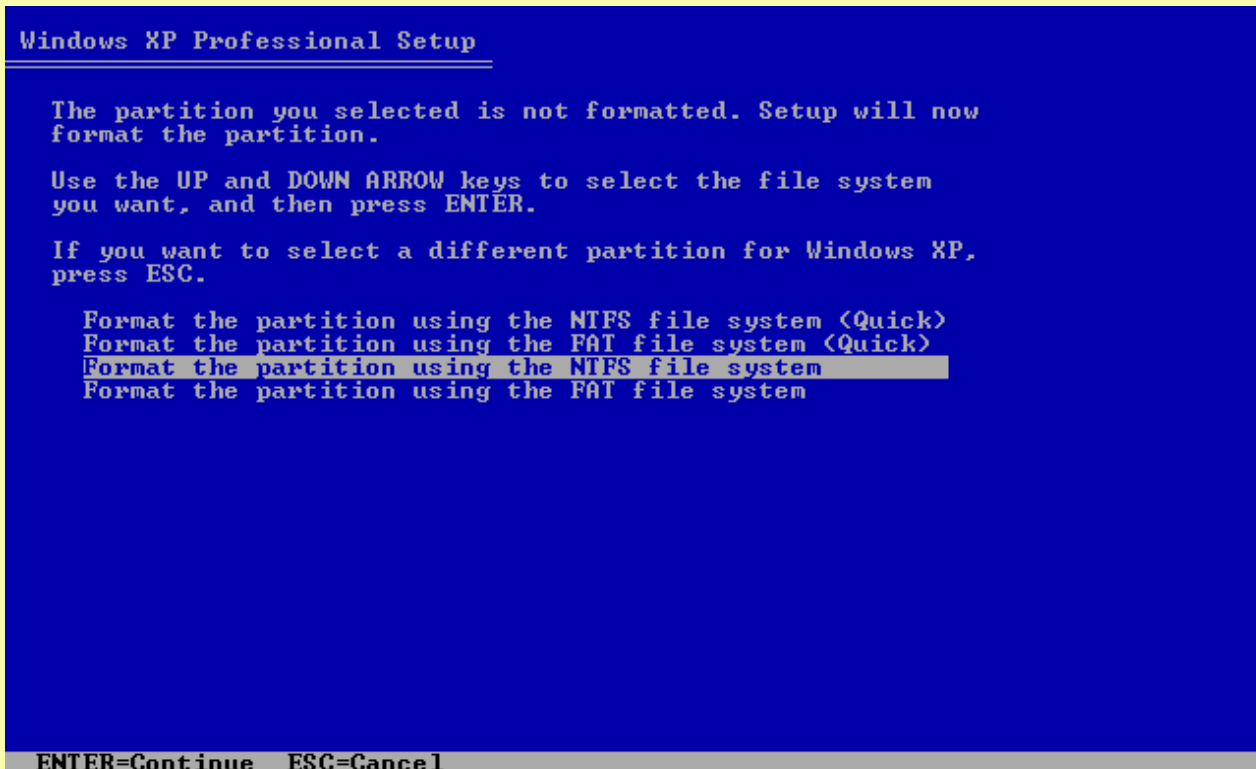 Windows XP Professional Setup
The partition you selected is not formatted. Setup will now
format the partition.
Use the UP and DOWN ARROW keys to select the file system
you want, and then press ENTER.
If you want to select a different partition for Windows XP,
press ESC.
Format the partition using the NTFS file system (Quick)
Format the partition using the FAT file system (Quick)
Format the partition using the NTFS file system
Format the partition using the FAT file system
ENTER=Continue ESC=Cancel